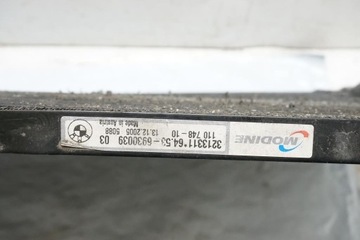 MODINE
3213311*64.53-6930039 03
110 748-10
13.12.2005 5088
Made in Austria